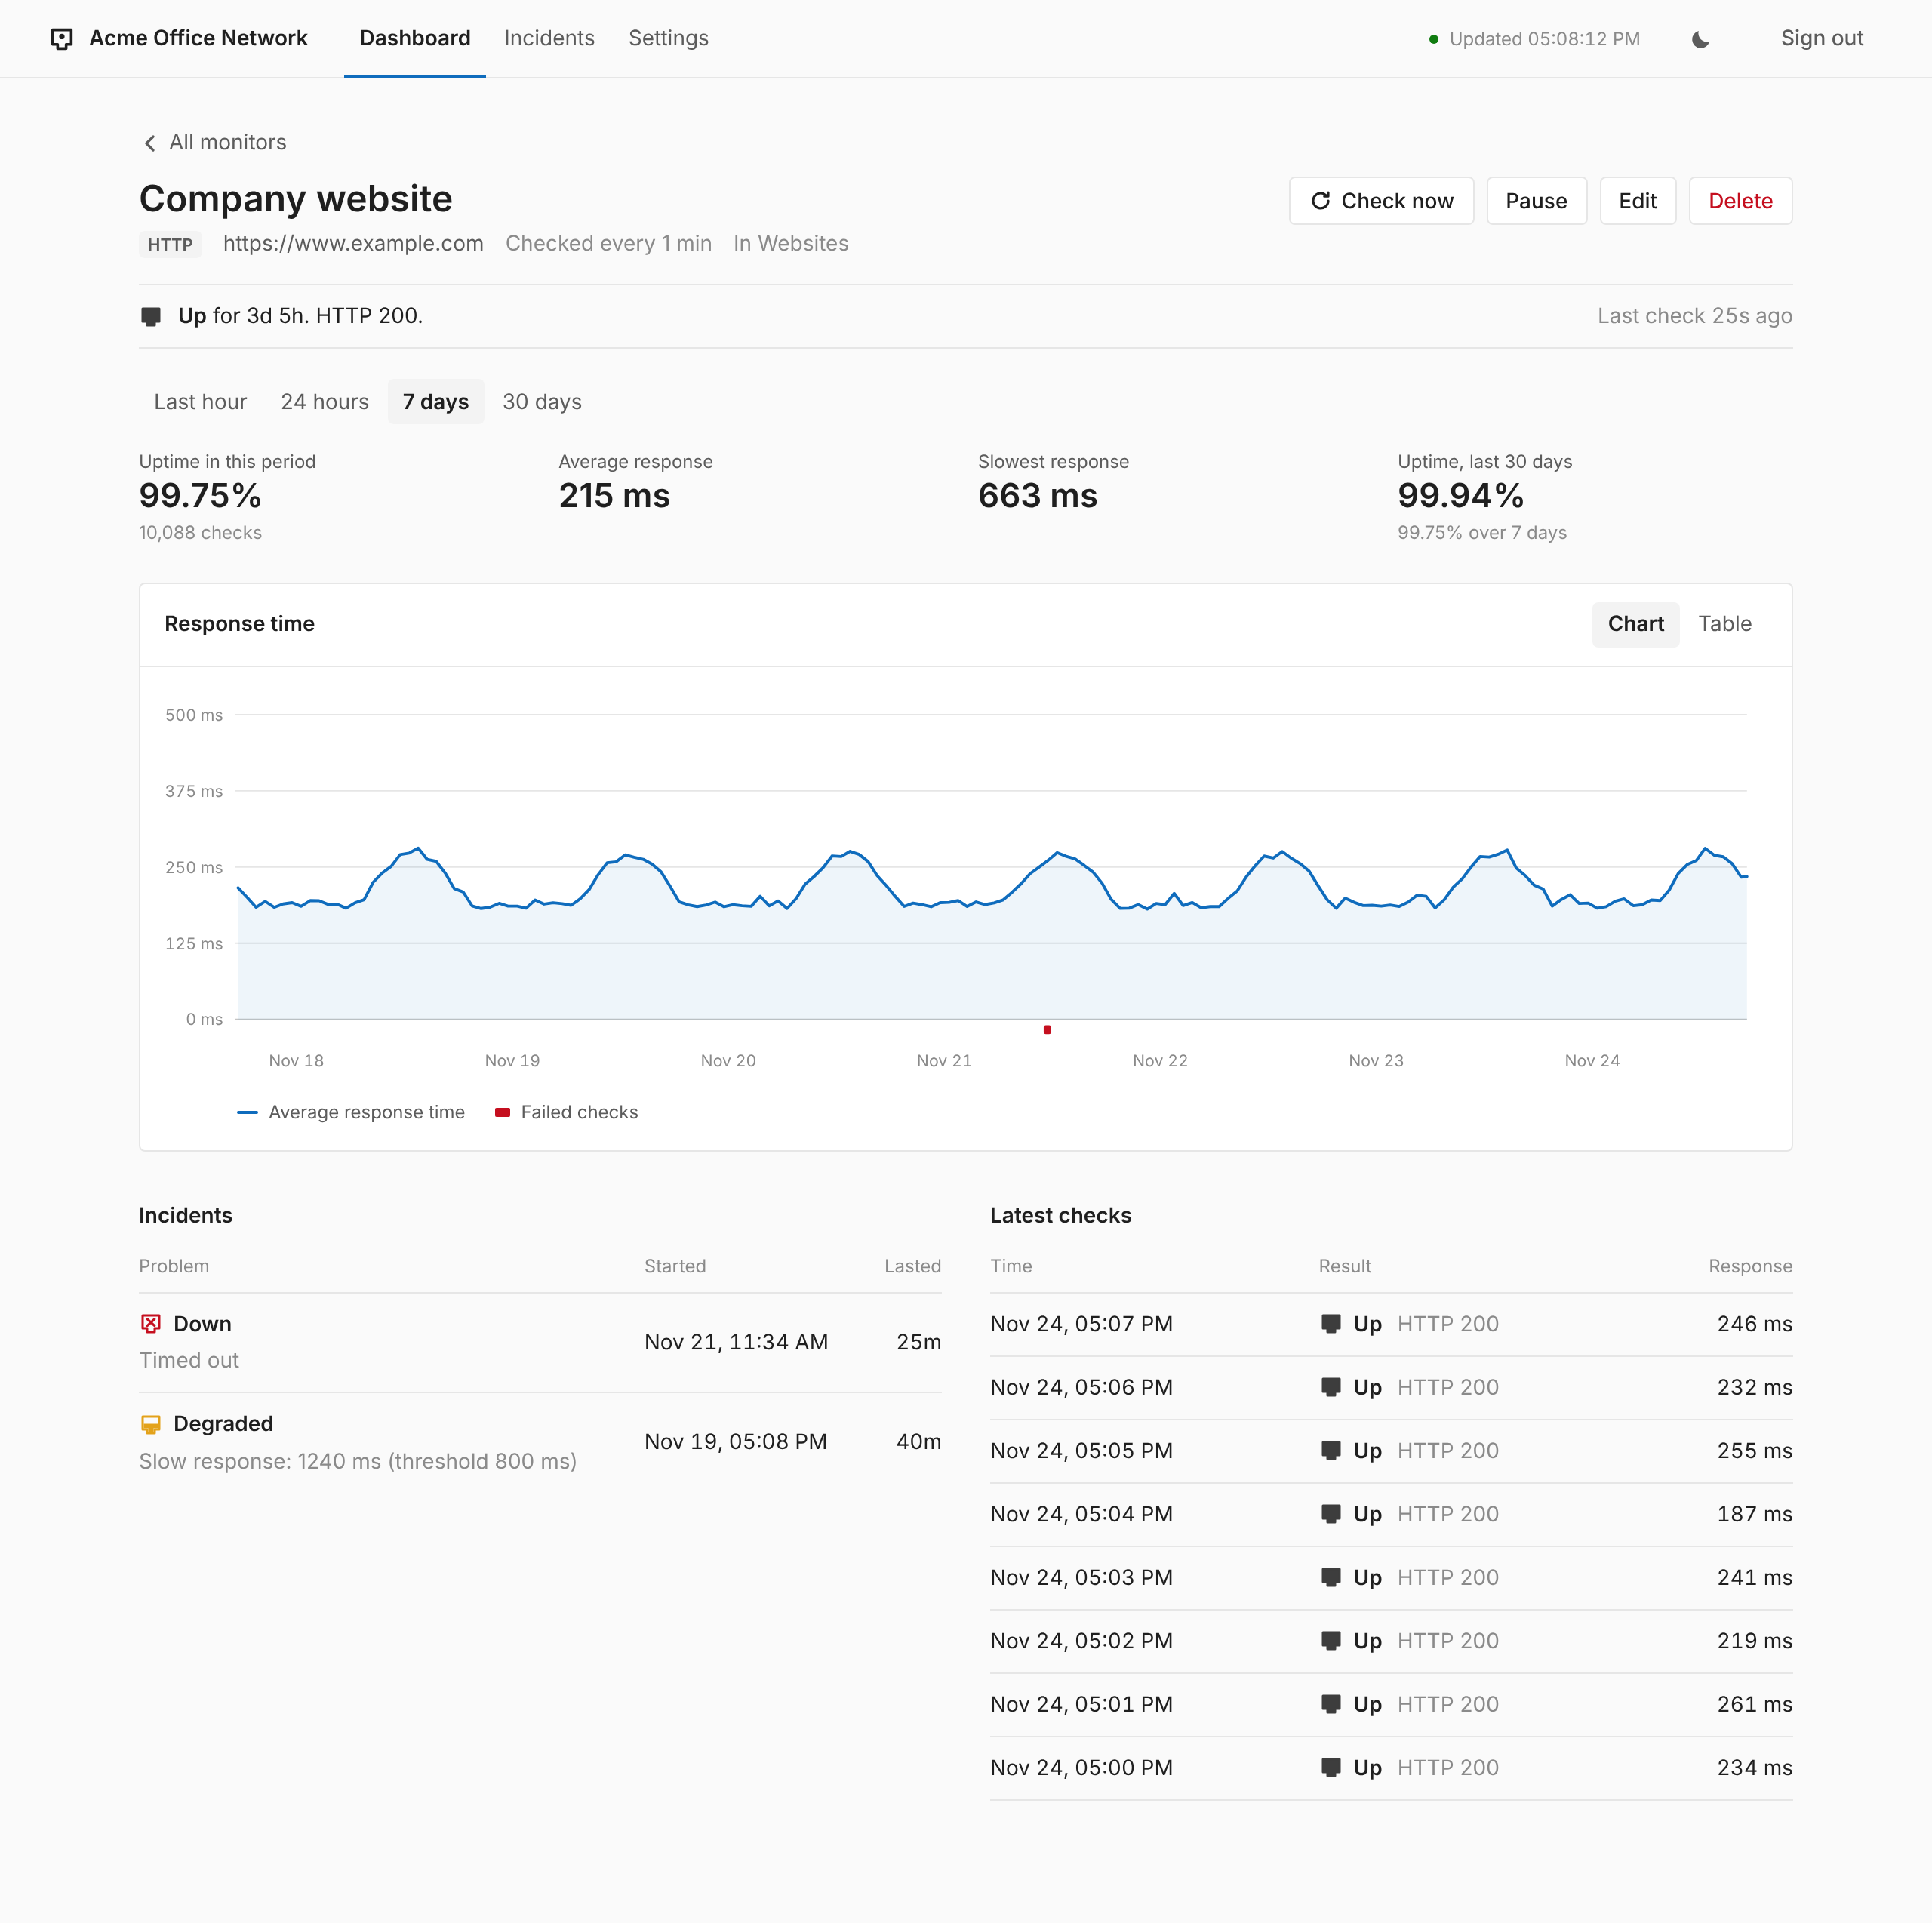 Acme Office Network
Dashboard
Incidents
Settings
Updated 05:08:12 PM
Sign out
All monitors
Company website
Check now
Pause
Edit
Delete
HTTP https://www.example.com Checked every 1 min In Websites
Up for 3d 5h. HTTP 200.
Last check 25s ago
Last hour
24 hours
7 days
30 days
Uptime in this period
99.75%
10,088 checks
Average response
215 ms
Slowest response
663 ms
Uptime, last 30 days
99.94%
99.75% over 7 days
Response time
Chart
Table
500 ms
375 ms
250 ms
125 ms
0 ms
Nov 18
Nov 19
Nov 20
Nov 21
Nov 22
Nov 23
Nov 24
Average response time
Failed checks
Incidents
Problem Started Lasted
Down
Timed out
Nov 21, 11:34 AM 25m
Degraded
Slow response: 1240 ms (threshold 800 ms)
Nov 19, 05:08 PM 40m
Latest checks
Time Result Response
Nov 24, 05:07 PM Up HTTP 200 246 ms
Nov 24, 05:06 PM Up HTTP 200 232 ms
Nov 24, 05:05 PM Up HTTP 200 255 ms
Nov 24, 05:04 PM Up HTTP 200 187 ms
Nov 24, 05:03 PM Up HTTP 200 241 ms
Nov 24, 05:02 PM Up HTTP 200 219 ms
Nov 24, 05:01 PM Up HTTP 200 261 ms
Nov 24, 05:00 PM Up HTTP 200 234 ms